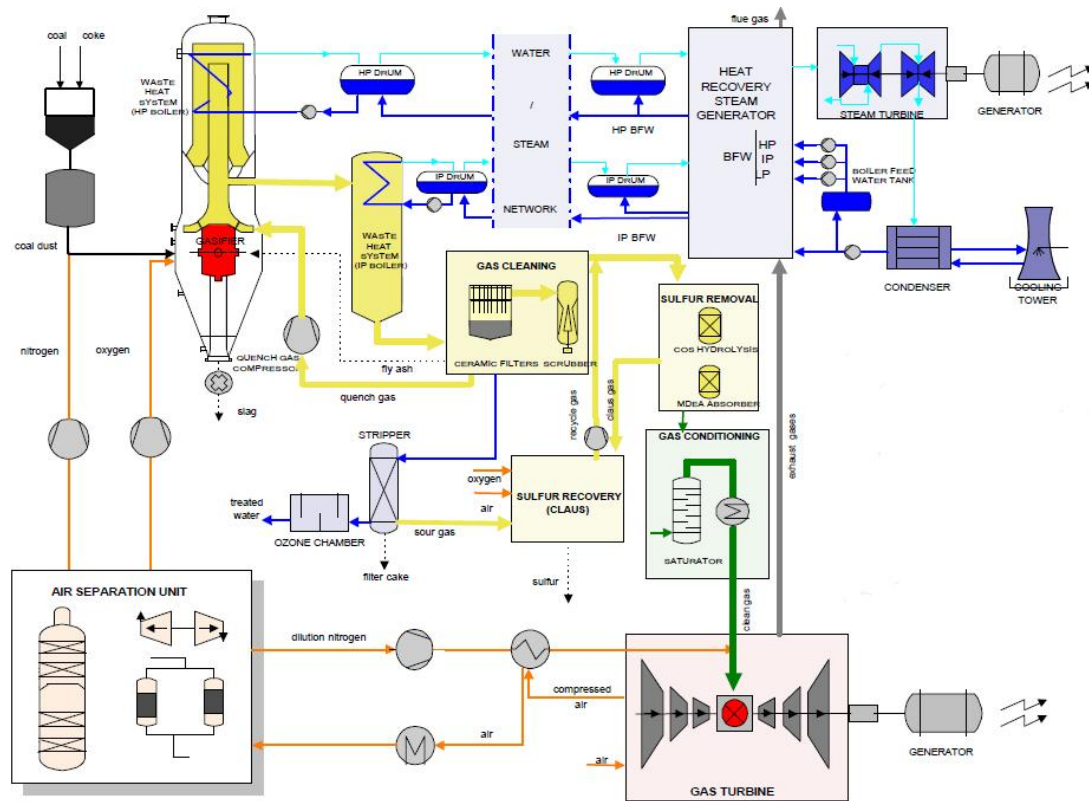 coal
coke
WASTE
HEAT
SYSTEM
(HP BOILER)
HP DRUM
WATER
/
STEAM
NETWORK
HP DRUM
HP BFW
flue gas
HEAT
RECOVERY
STEAM
GENERATOR
BFW
HP
IP
LP
STEAM TURBINE
GENERATOR
BOILER FEED
WATER TANK
IP DRUM
IP DRUM
IP BFW
CONDENSER
COOLING
TOWER
coal dust
GASIFIER
WASTE
HEAT
SYSTEM
(IP BOILER)
GAS CLEANING
CERAMIC FILTERS
SCRUBBER
SULFUR REMOVAL
COS HYDROLYSIS
MDEA ABSORBER
nitrogen
oxygen
QUENCH GAS
COMPRESSOR
fly ash
quench gas
slag
recycle gas
claus gas
exhaust gases
STRIPPER
GAS CONDITIONING
SATURATOR
oxygen
air
SULFUR RECOVERY
(CLAUS)
treated
water
OZONE CHAMBER
sour gas
filter cake
sulfur
clean gas
AIR SEPARATION UNIT
dilution nitrogen
compressed
air
air
air
GAS TURBINE
GENERATOR